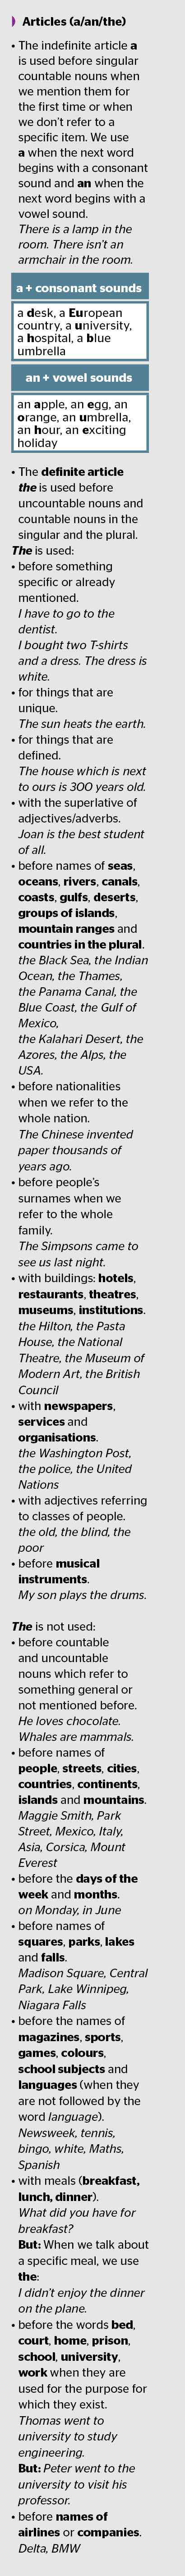 Articles (a/an/the)
• The indefinite article a
is used before singular
countable nouns when
we mention them for
the first time or when
we don't refer to a
specific item. We use
a when the next word
begins with a consonant
sound and an when the
next word begins with a
vowel sound.
There is a lamp in the
room. There isn't an
armchair in the room.
a + consonant sounds
a desk, a European
country, a university,
a hospital, a blue
umbrella
an + vowel sounds
an apple, an egg, an
orange, an umbrella,
an hour, an exciting
holiday
• The definite article
the is used before
uncountable nouns and
countable nouns in the
singular and the plural.
The is used:
• before something
specific or already
mentioned.
I have to go to the
dentist.
I bought two T-shirts
and a dress. The dress is
white.
• for things that are
unique.
The sun heats the earth.
• for things that are
defined.
The house which is next
to ours is 300 years old.
• with the superlative of
adjectives/adverbs.
Joan is the best student
of all.
• before names of seas,
oceans, rivers, canals,
coasts, gulfs, deserts,
groups of islands,
mountain ranges and
countries in the plural.
the Black Sea, the Indian
Ocean, the Thames,
the Panama Canal, the
Blue Coast, the Gulf of
Mexico,
the Kalahari Desert, the
Azores, the Alps, the
USA.
• before nationalities
when we refer to the
whole nation.
The Chinese invented
paper thousands of
years ago.
• before people's
surnames when we
refer to the whole
family.
The Simpsons came to
see us last night.
• with buildings: hotels,
restaurants, theatres,
museums, institutions.
the Hilton, the Pasta
House, the National
Theatre, the Museum of
Modern Art, the British
Council
• with newspapers,
services and
organisations.
the Washington Post,
the police, the United
Nations
• with adjectives referring
to classes of people.
the old, the blind, the
poor
• before musical
instruments.
My son plays the drums.
The is not used:
• before countable
and uncountable
nouns which refer to
something general or
not mentioned before.
He loves chocolate.
Whales are mammals.
• before names of
people, streets, cities,
countries, continents,
islands and mountains.
Maggie Smith, Park
Street, Mexico, Italy,
Asia, Corsica, Mount
Everest
• before the days of the
week and months.
on Monday, in June
• before names of
squares, parks, lakes
and falls.
Madison Square, Central
Park, Lake Winnipeg,
Niagara Falls
• before the names of
magazines, sports,
games, colours,
school subjects and
languages (when they
are not followed by the
word language).
Newsweek, tennis,
bingo, white, Maths,
Spanish
• with meals (breakfast,
lunch, dinner).
What did you have for
breakfast?
But: When we talk about
a specific meal, we use
the:
I didn't enjoy the dinner
on the plane.
• before the words bed,
court, home, prison,
school, university,
work when they are
used for the purpose for
which they exist.
Thomas went to
university to study
engineering.
But: Peter went to the
university to visit his
professor.
• before names of
airlines or companies.
Delta, BMW